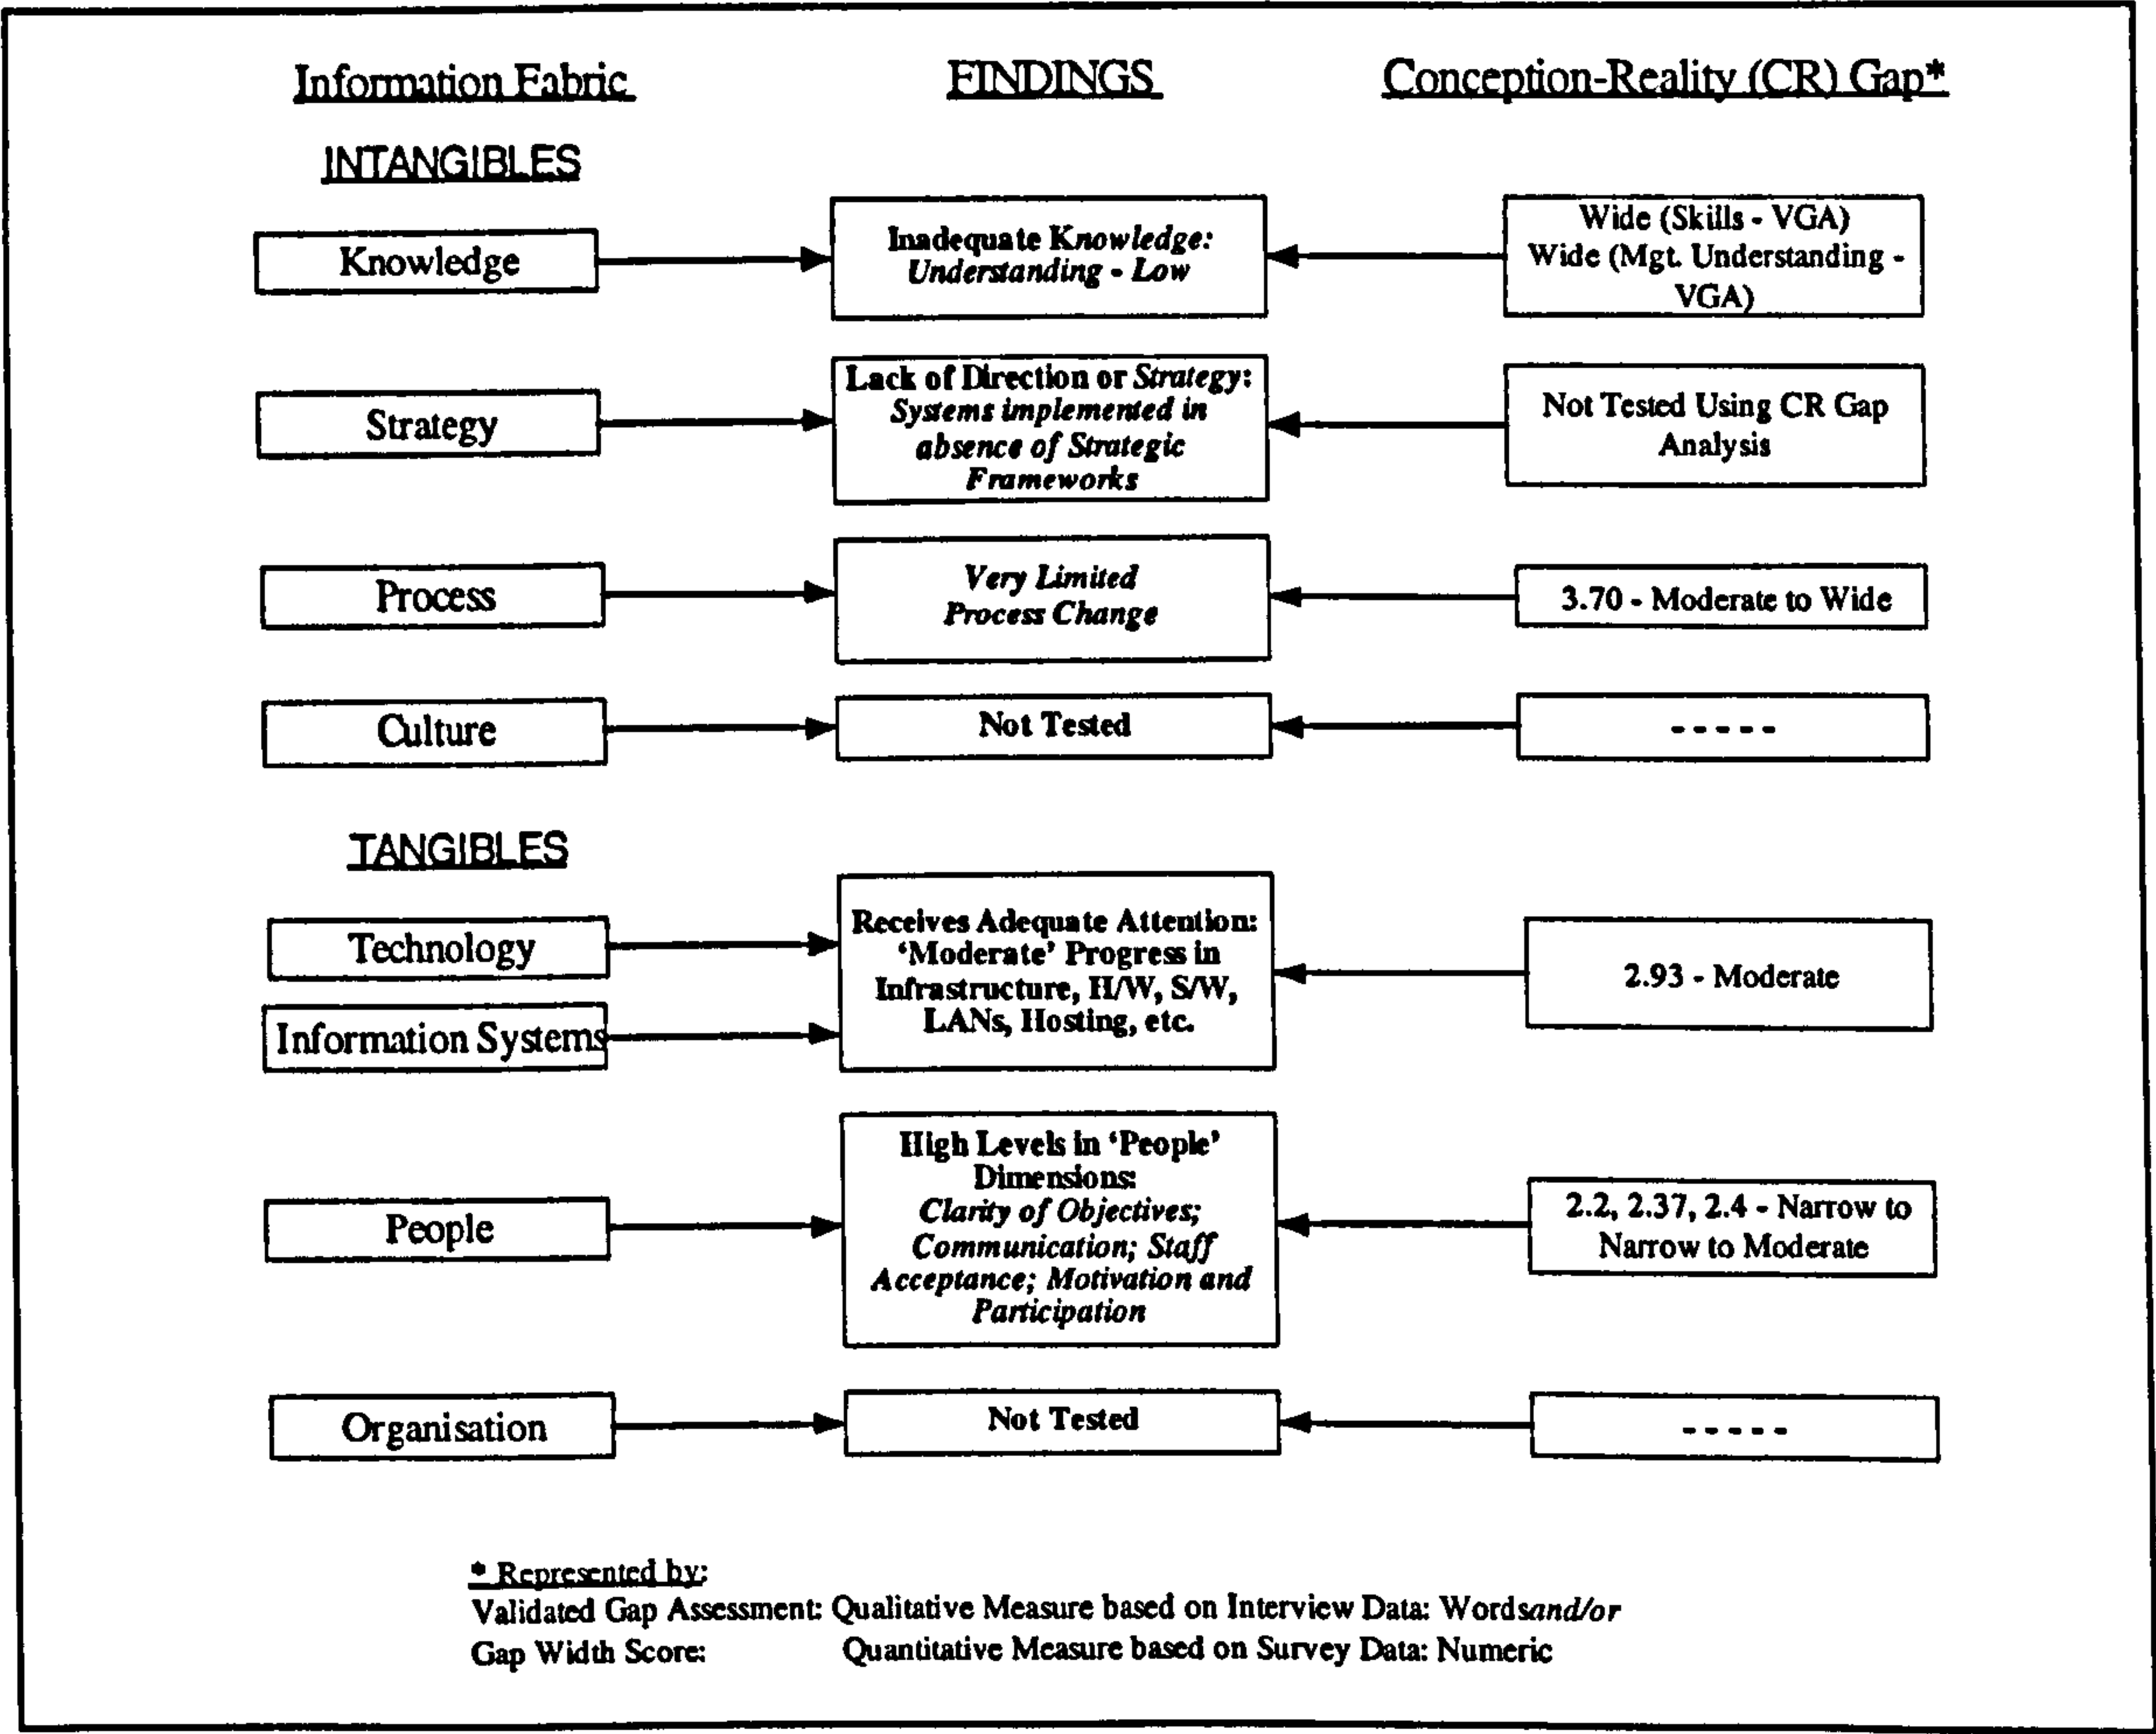 Information Fabric
FINDINGS
Conception-Reality (CR) Gap*
INTANGIBLES
Knowledge
Inadequate Knowledge:
Understanding - Low
Wide (Skills - VGA)
Wide (Mgt. Understanding -
VGA)
Strategy
Lack of Direction or Strategy:
Systems implemented in
absence of Strategic
Frameworks
Not Tested Using CR Gap
Analysis
Process
Very Limited
Process Change
3.70 - Moderate to Wide
Culture
Not Tested
- - - - -
TANGIBLES
Technology
Information Systems
Receives Adequate Attention:
‘Moderate’ Progress in
Infrastructure, H/W, S/W,
LANs, Hosting, etc.
2.93 - Moderate
People
High Levels in ‘People’
Dimensions:
Clarity of Objectives;
Communication; Staff
Acceptance; Motivation and
Participation
2.2, 2.37, 2.4 - Narrow to
Narrow to Moderate
Organisation
Not Tested
- - - - -
* Represented by:
Validated Gap Assessment: Qualitative Measure based on Interview Data: Wordsand/or
Gap Width Score: Quantitative Measure based on Survey Data: Numeric